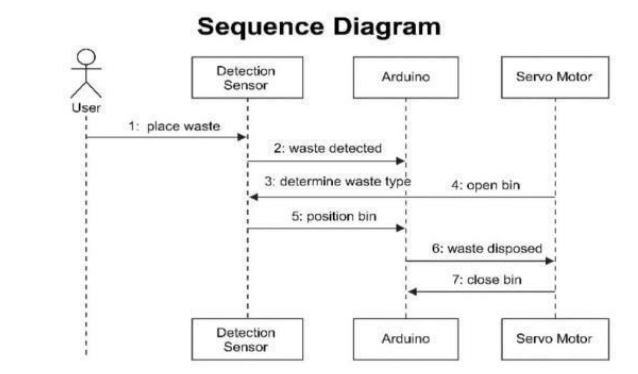 Sequence Diagram
Detection
Sensor
Arduino
Servo Motor
User
1: place waste
2: waste detected
3: determine waste type
4: open bin
5: position bin
6: waste disposed
7: close bin
Detection
Sensor
Arduino
Servo Motor